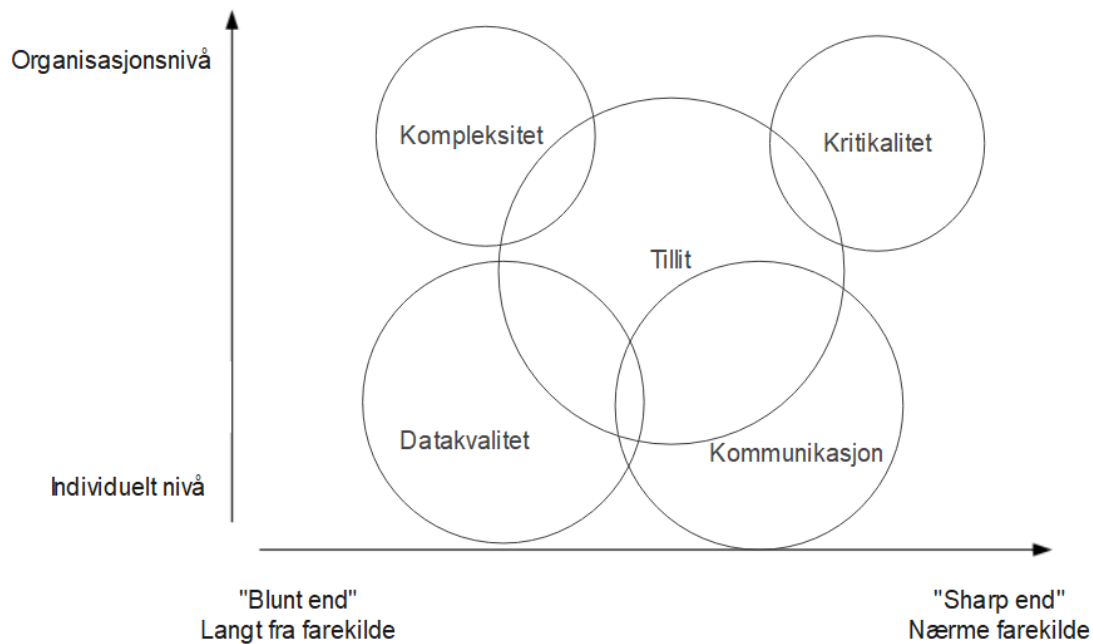 Organisasjonsnivå
Kompleksitet
Kritikalitet
Tillit
Datakvalitet
Kommunikasjon
Individuelt nivå
"Blunt end"
Langt fra farekilde
"Sharp end"
Nærme farekilde